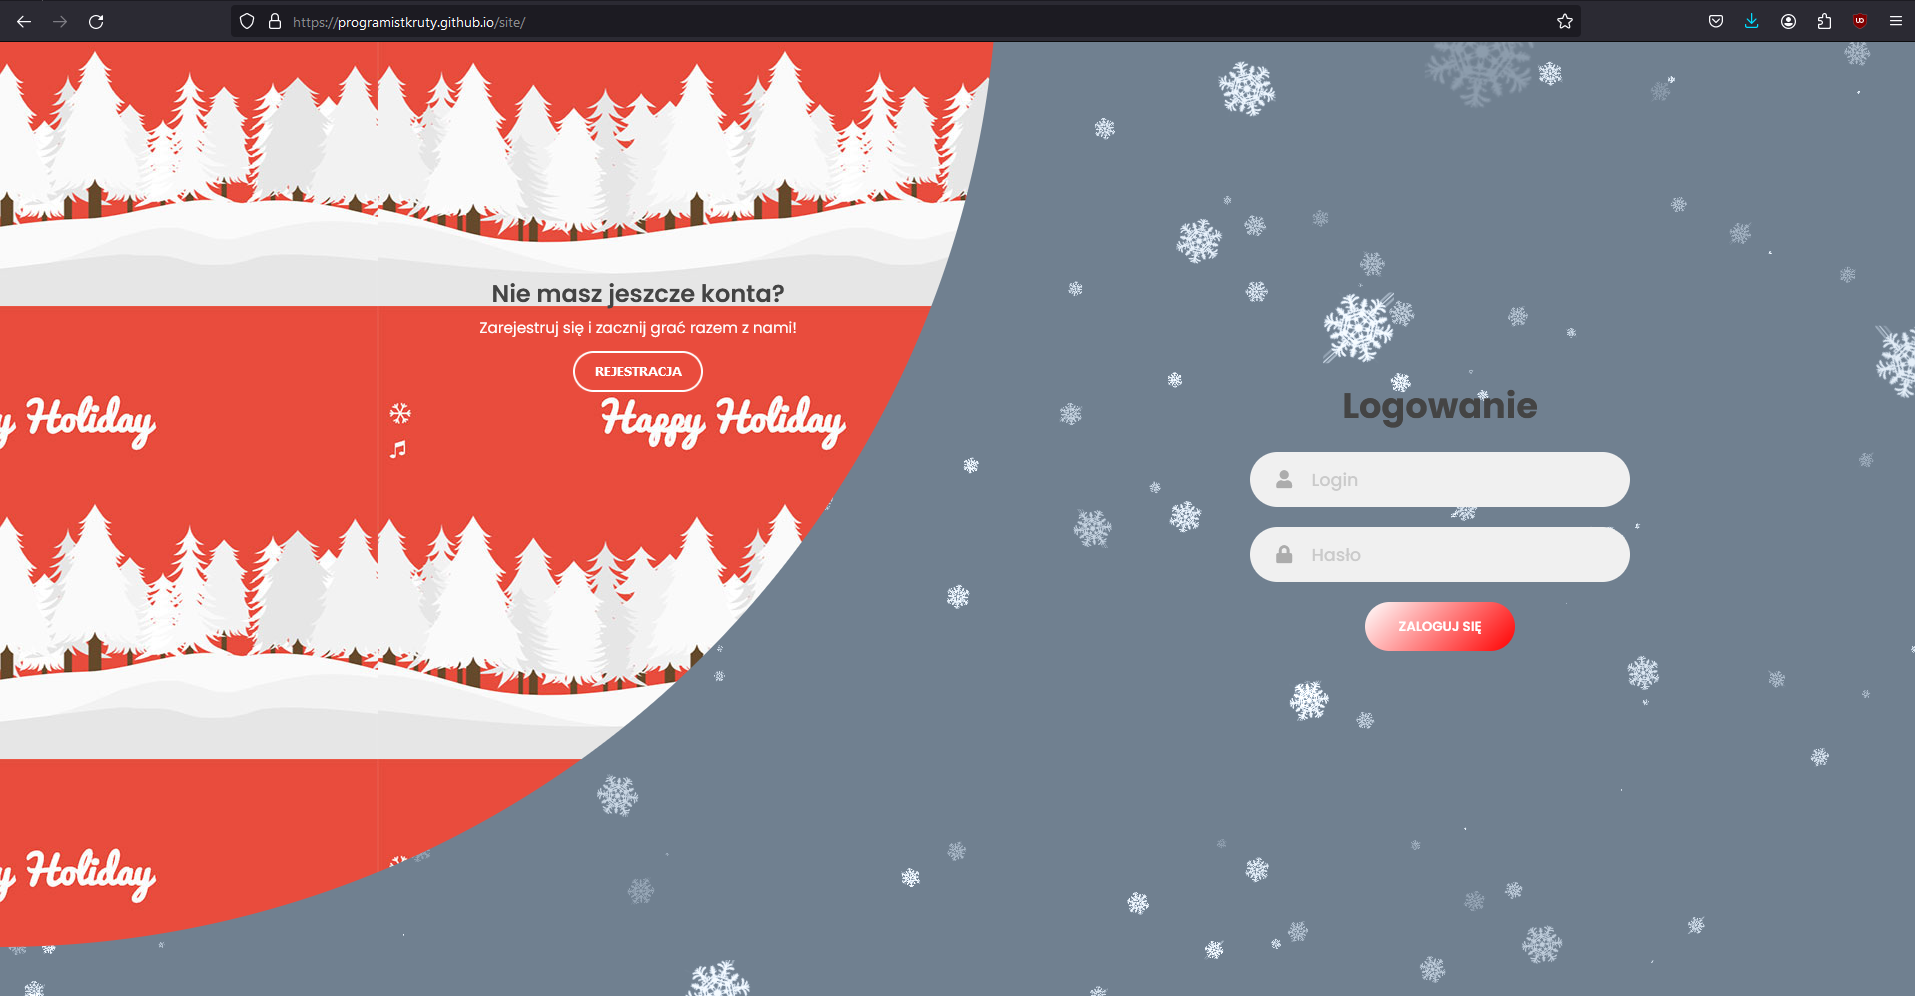 https://programistkruty.github.io/site/
Nie masz jeszcze konta?
Zarejestruj się i zacznij grać razem z nami!
REJESTRACJA
y Holiday
Happy Holiday
y Holiday
Logowanie
Login
Hasło
ZALOGUJ SIĘ